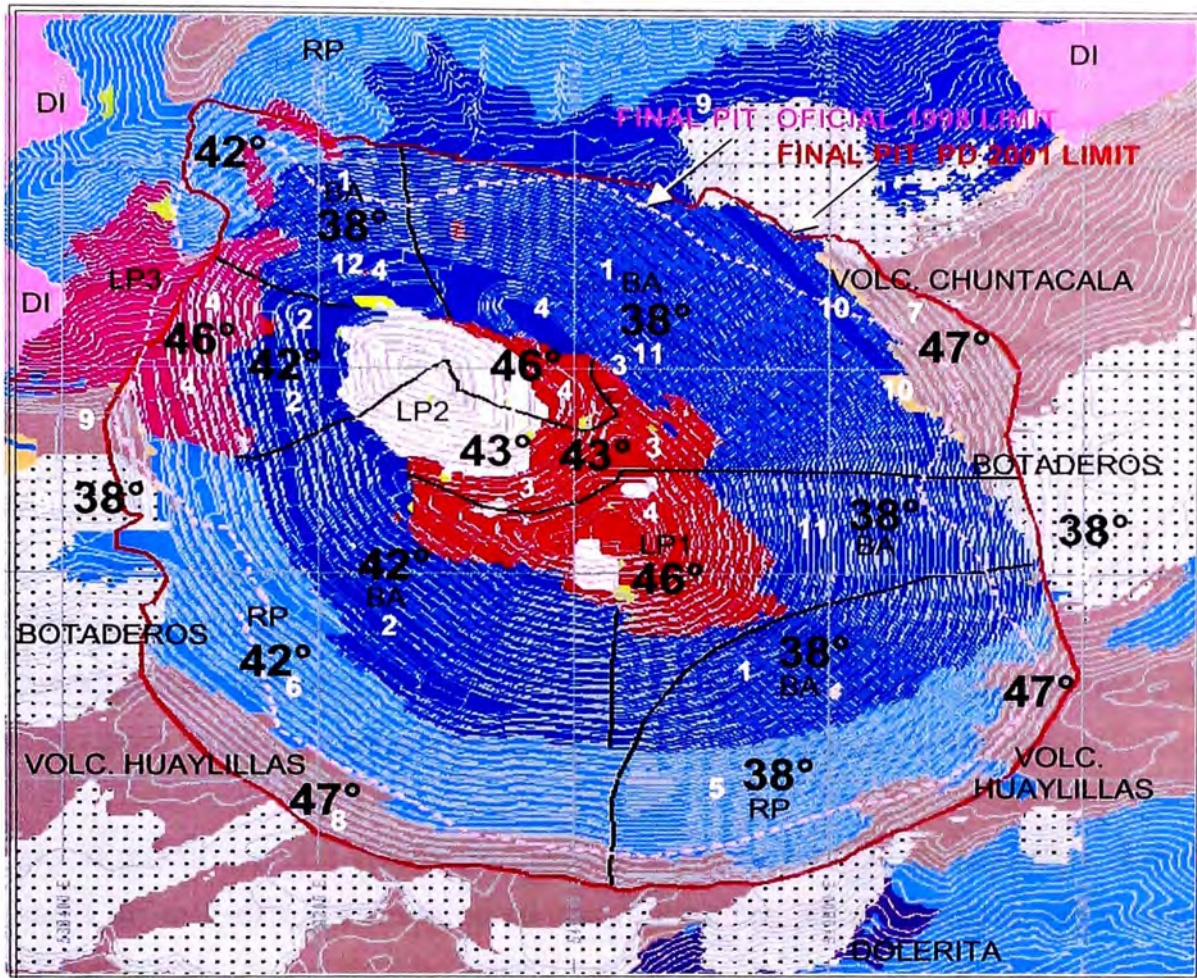 RP
DI
DI
9
FINAL PIT OFICIAL 1998 LIMIT
FINAL PIT PD 2001 LIMIT
42°
1
BA
38°
12
4
LP3
DI
1
BA
38°
VOLC. CHUNTACALA
4
46°
2
42°
4
10
7
47°
3
11
46°
4
10
4
2
9
LP2
43°
43°
3
3
BOTADEROS
38°
38°
BA
11
38°
4
LP1
46°
42°
BA
2
BOTADEROS
RP
42°
6
38°
BA
1
4
47°
VOLC. HUAYLILLAS
47°
8
38°
RP
5
VOLC.
HUAYLILLAS
DOLERITA